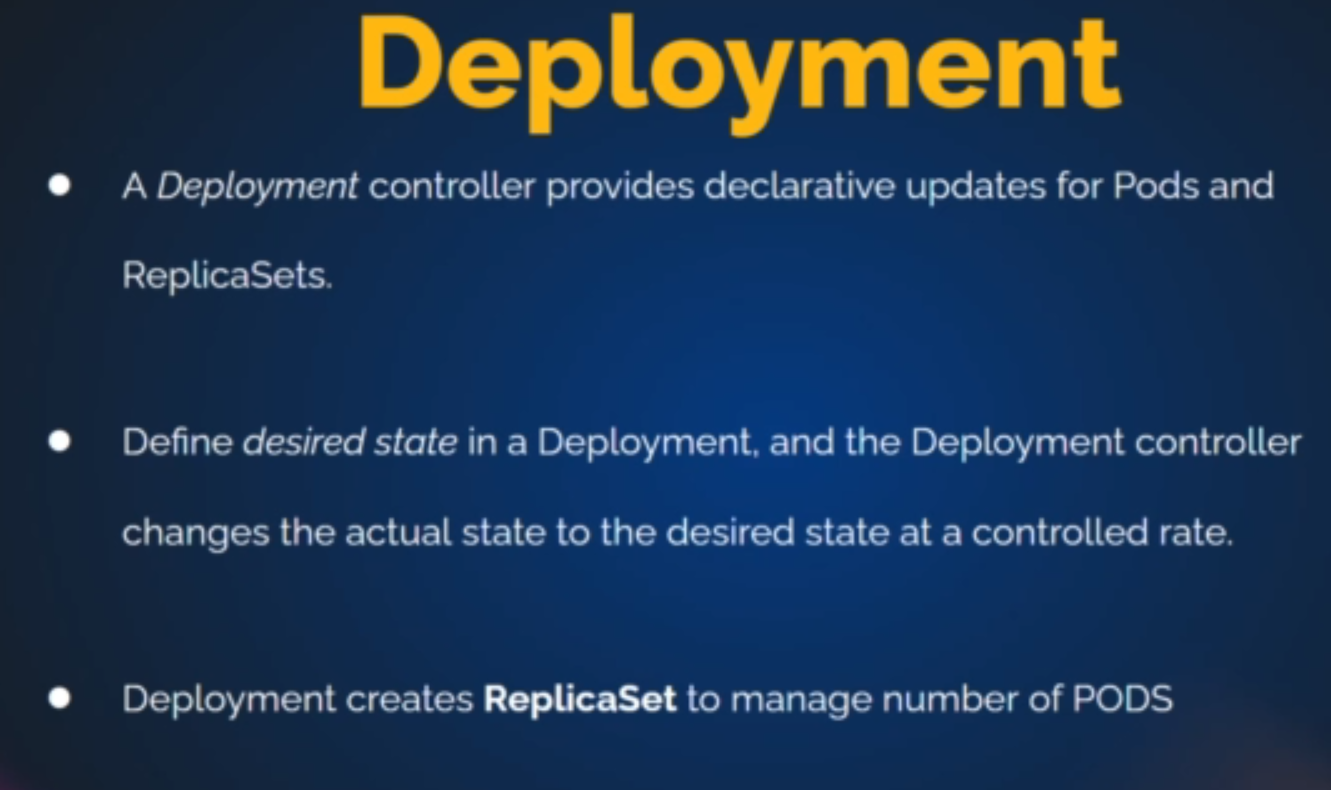 Deployment
● A Deployment controller provides declarative updates for Pods and
ReplicaSets.
● Define desired state in a Deployment, and the Deployment controller
changes the actual state to the desired state at a controlled rate.
● Deployment creates ReplicaSet to manage number of PODS